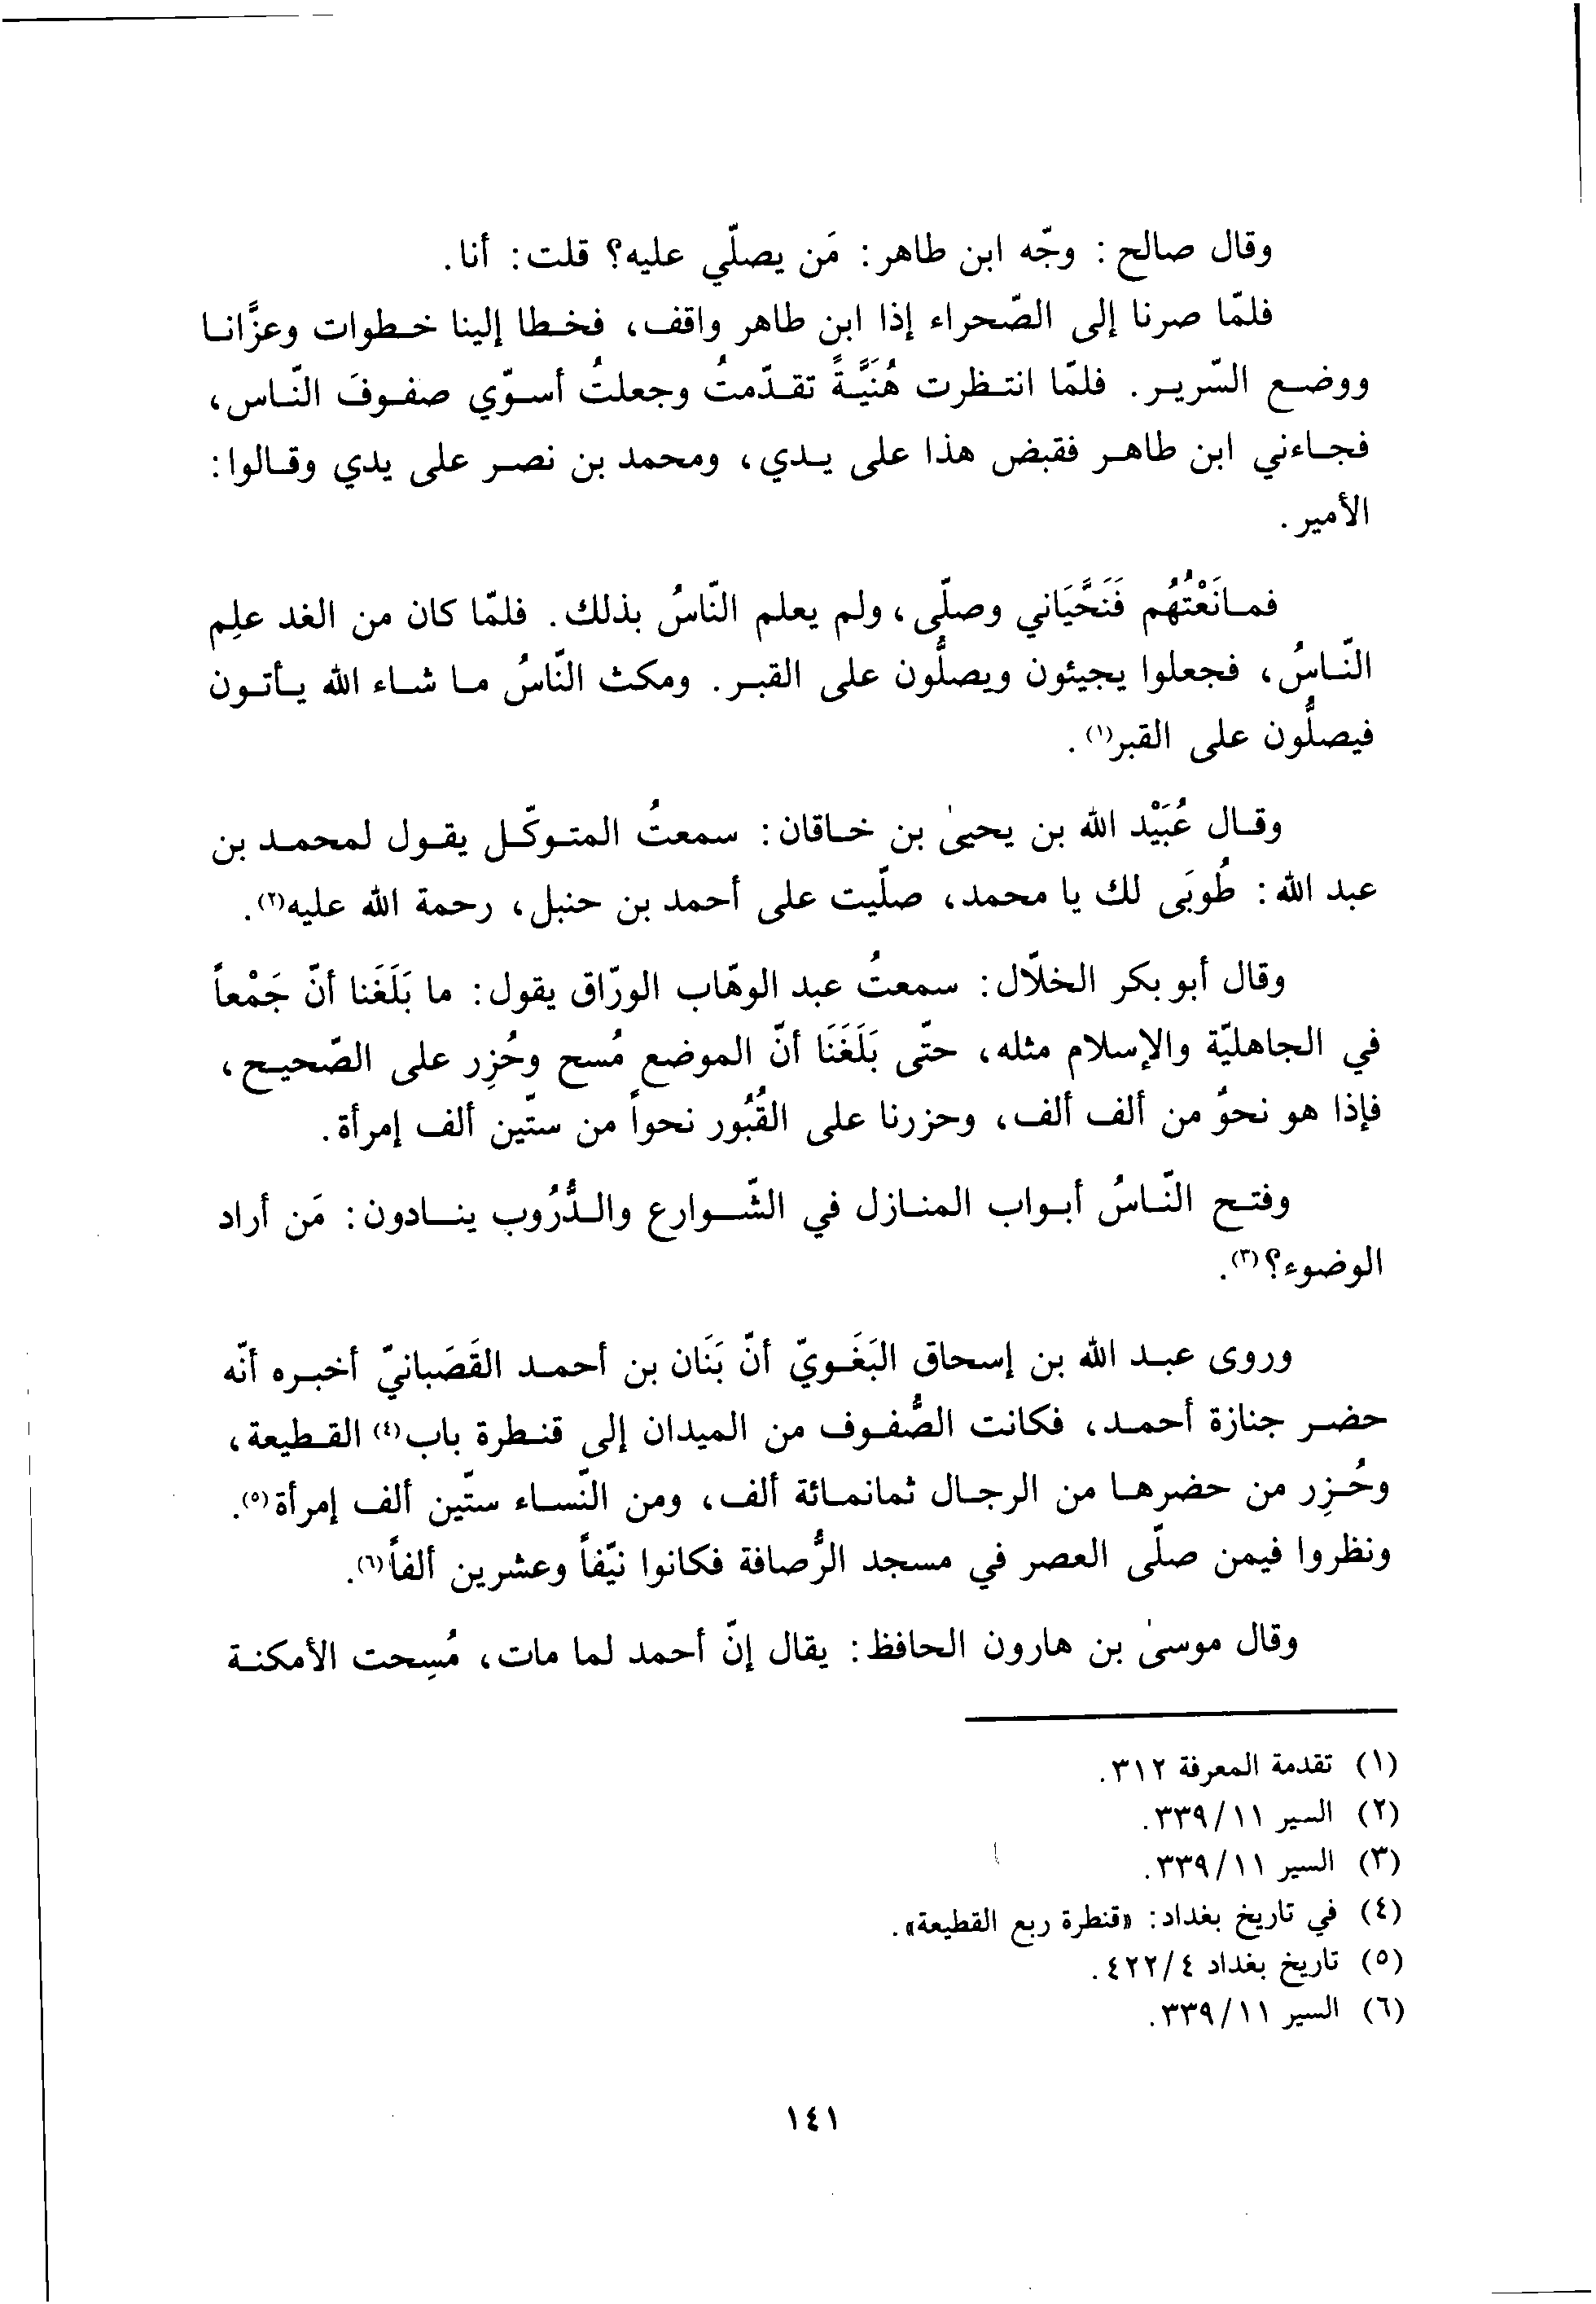 وقال صالح: وجّه ابن طاهر: مَن يصلّي عليه؟ قلت: أنا.
فلمّا صرنا إلى الصّحراء إذا ابن طاهر واقف، فخطا إلينا خطوات وعزَّانا
ووضع السّرير. فلمّا انتظرت هُنَيَّةً تقدّمتُ وجعلتُ أسوّي صفوفَ النّاس،
فجاءني ابن طاهر فقبض هذا على يدي، ومحمد بن نصر على يدي وقالوا:
الأمير.
فمانَعْتُهُم فَنَحَّيَاني وصلّى، ولم يعلم النّاسُ بذلك. فلمّا كان من الغد علِم
النّاسُ، فجعلوا يجيئون ويصلُّون على القبر. ومكث النّاسُ ما شاء الله يأتون
فيصلُّون على القبر(١).
وقال عُبَيْد الله بن يحيىٰ بن خاقان: سمعتُ المتوكّل يقول لمحمد بن
عبد الله: طُوبَى لك يا محمد، صلّيت على أحمد بن حنبل، رحمة الله عليه(٢).
وقال أبو بكر الخلّال: سمعتُ عبد الوهّاب الورّاق يقول: ما بَلَغَنا أنّ جَمْعاً
في الجاهليّة والإسلام مثله، حتّى بَلَغَنَا أنّ الموضع مُسح وحُزِر على الصّحيح،
فإذا هو نحوُ من ألف ألف، وحزرنا على القُبُور نحواً من ستّين ألف إمرأة.
وفتح النّاسُ أبواب المنازل في الشّوارع والدُّرُوب ينادون: مَن أراد
الوضوء؟(٣).
وروى عبد الله بن إسحاق البَغَويّ أنّ بَنَان بن أحمد القَصَبانيّ أخبره أنّه
حضر جنازة أحمد، فكانت الصُّفوف من الميدان إلى قنطرة باب(٤) القطيعة،
وحُزِر من حضرها من الرجال ثمانمائة ألف، ومن النّساء ستّين ألف إمرأة(٥).
ونظروا فيمن صلّى العصر في مسجد الرُّصافة فكانوا نيّفاً وعشرين ألفاً(٦).
وقال موسىٰ بن هارون الحافظ: يقال إنّ أحمد لما مات، مُسِحت الأمكنة
(١) تقدمة المعرفة ٣١٢.
(٢) السير ٣٣٩/١١.
(٣) السير ٣٣٩/١١.
(٤) في تاريخ بغداد: «قنطرة ربع القطيعة».
(٥) تاريخ بغداد ٤٢٢/٤.
(٦) السير ٣٣٩/١١.
١٤١